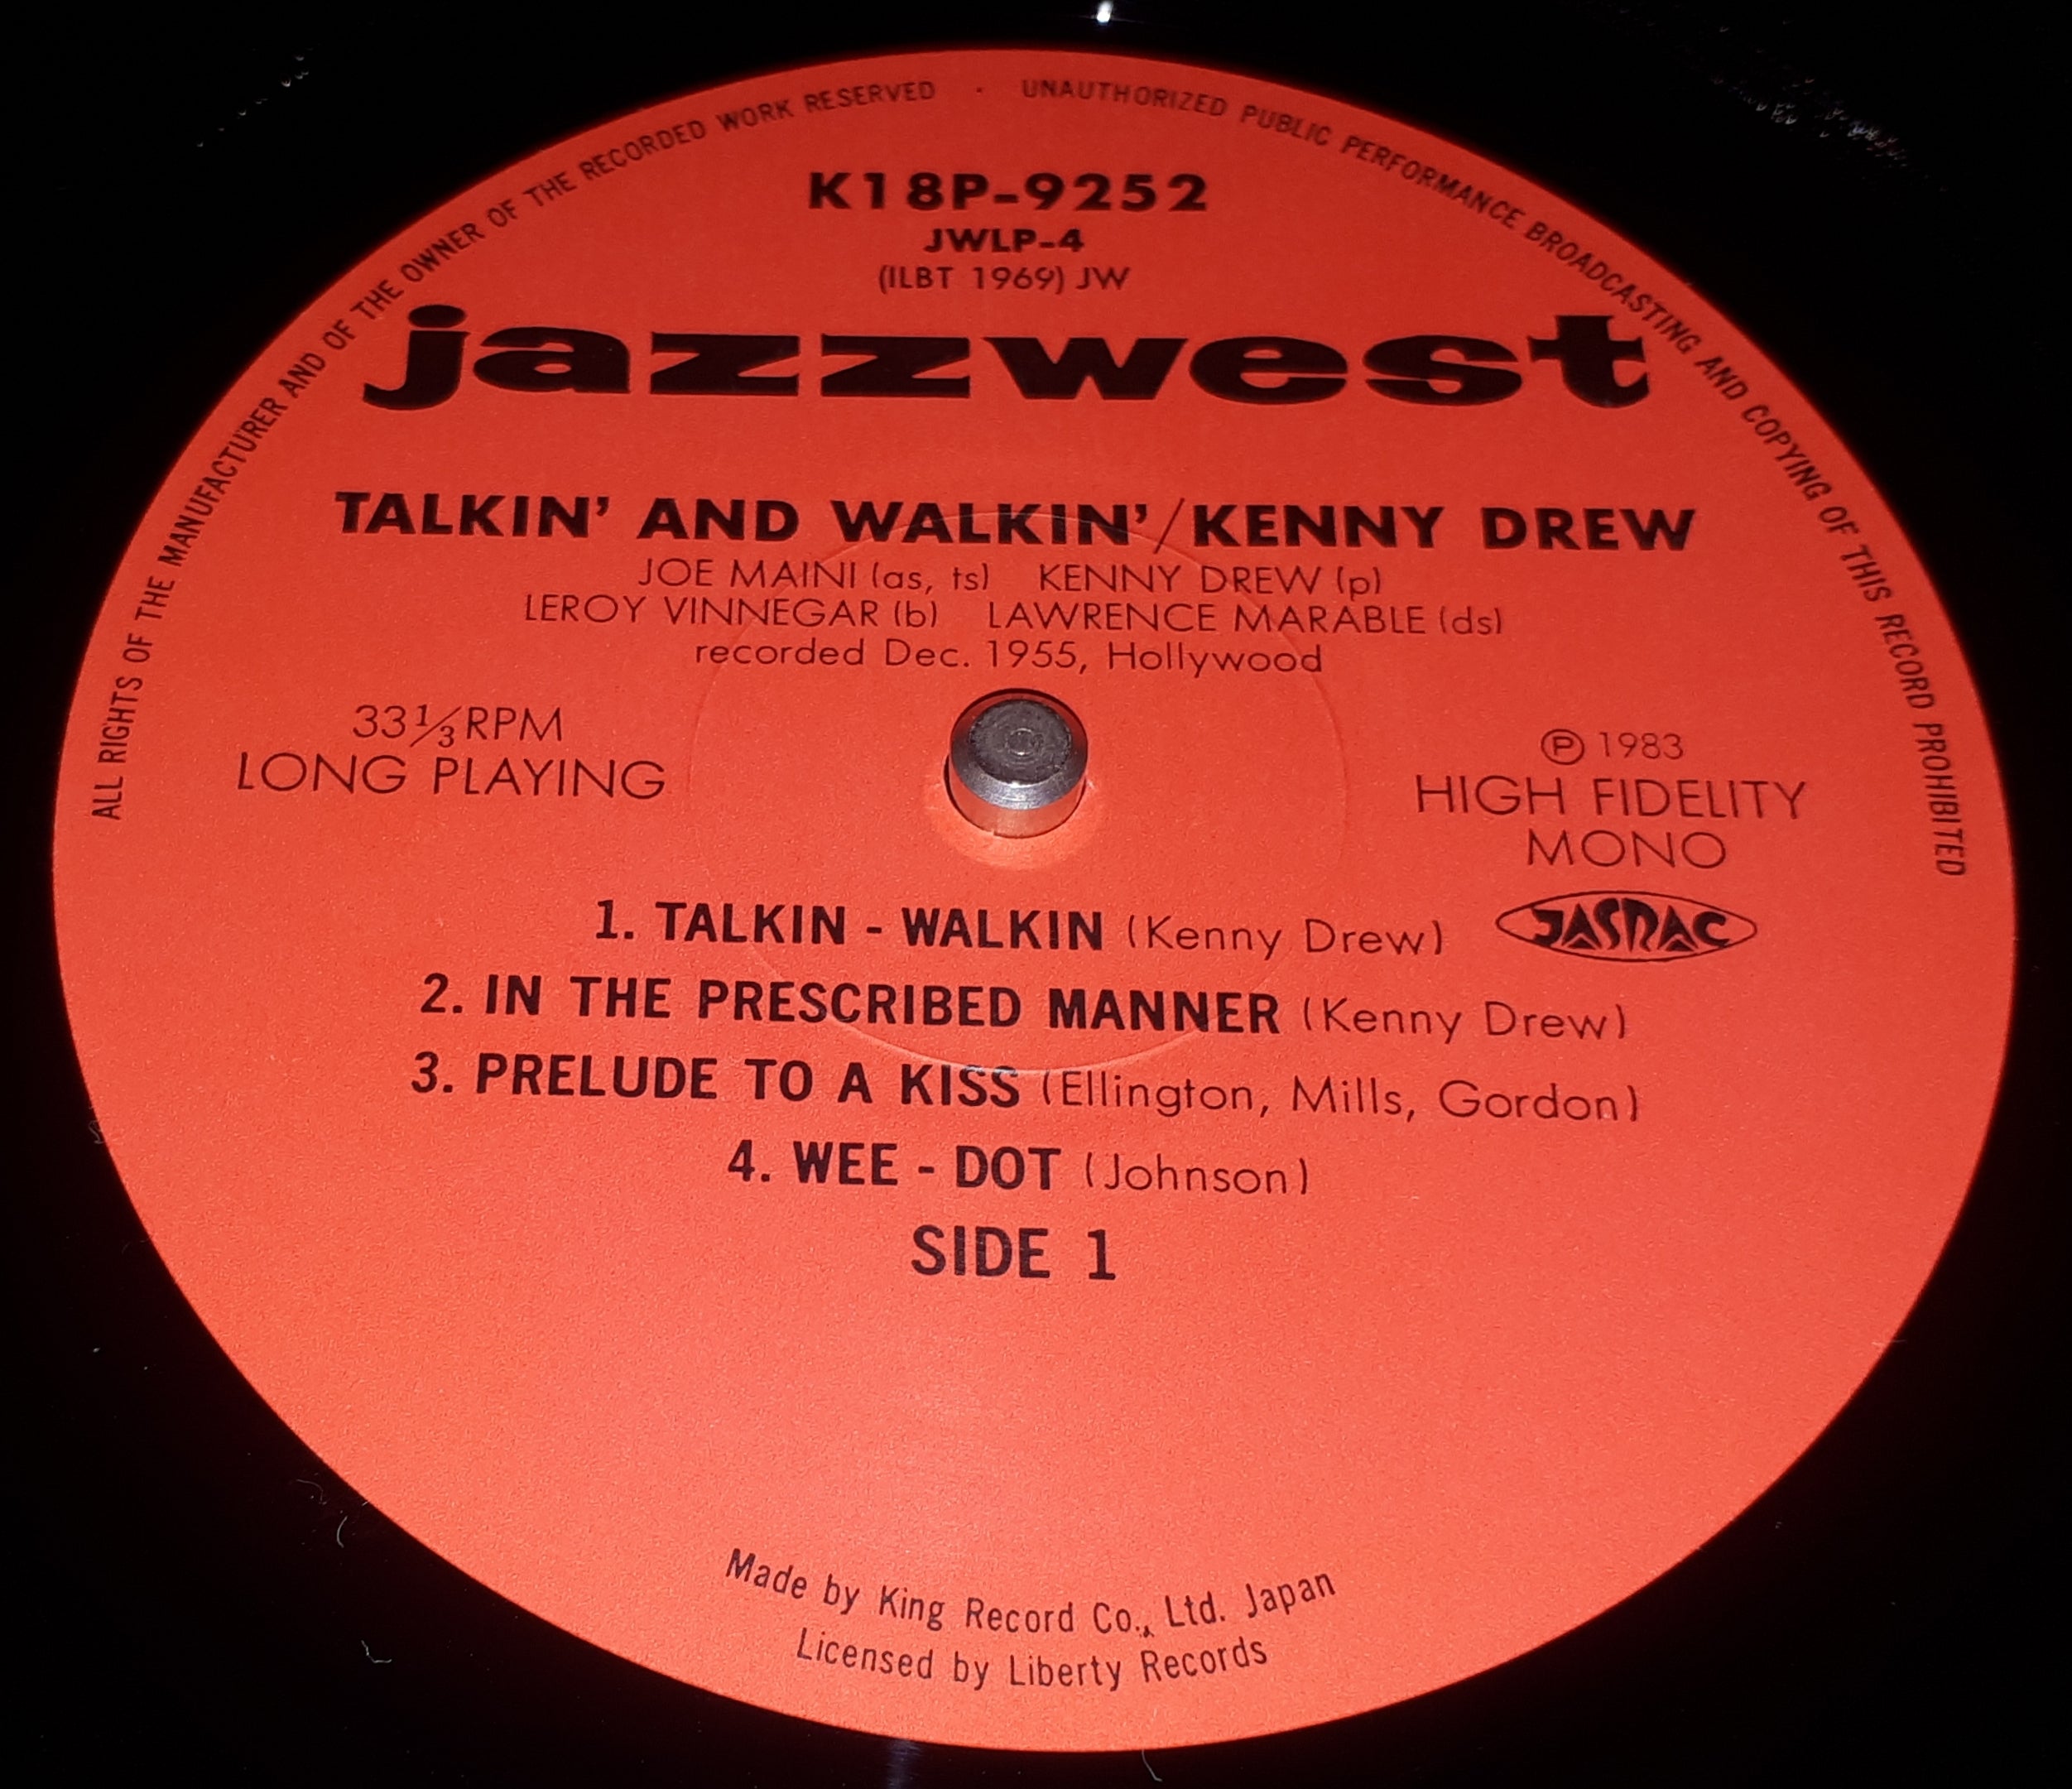 ALL RIGHTS OF THE MANUFACTURER AND OF THE OWNER OF THE RECORDED WORK RESERVED · UNAUTHORIZED PUBLIC PERFORMANCE BROADCASTING AND COPYING OF THIS RECORD PROHIBITED
K18P-9252
JWLP-4
(ILBT 1969) JW
jazzwest
TALKIN' AND WALKIN'/KENNY DREW
JOE MAINI (as, ts) KENNY DREW (p)
LEROY VINNEGAR (b) LAWRENCE MARABLE (ds)
recorded Dec. 1955, Hollywood
33⅓RPM
LONG PLAYING
Ⓟ 1983
HIGH FIDELITY
MONO
JASRAC
1. TALKIN - WALKIN (Kenny Drew)
2. IN THE PRESCRIBED MANNER (Kenny Drew)
3. PRELUDE TO A KISS (Ellington, Mills, Gordon)
4. WEE - DOT (Johnson)
SIDE 1
Made by King Record Co., Ltd. Japan
Licensed by Liberty Records